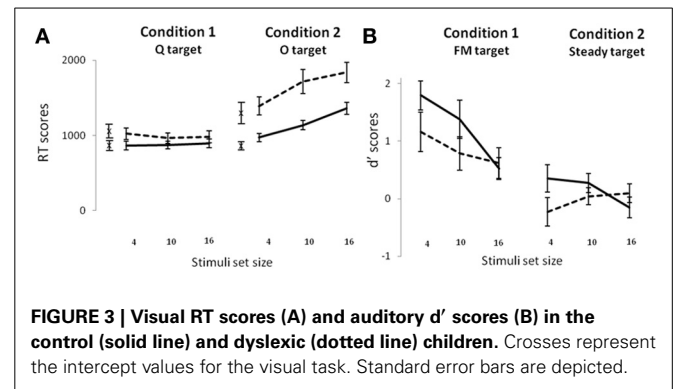 A Condition 1 Condition 2 B Condition 1 Condition 2
Q target O target FM target Steady target
2000
1000
0
RT scores
4 10 16 4 10 16
Stimuli set size
2
1
0
-1
d′ scores
4 10 16 4 10 16
Stimuli set size
FIGURE 3 | Visual RT scores (A) and auditory d′ scores (B) in the
control (solid line) and dyslexic (dotted line) children. Crosses represent
the intercept values for the visual task. Standard error bars are depicted.